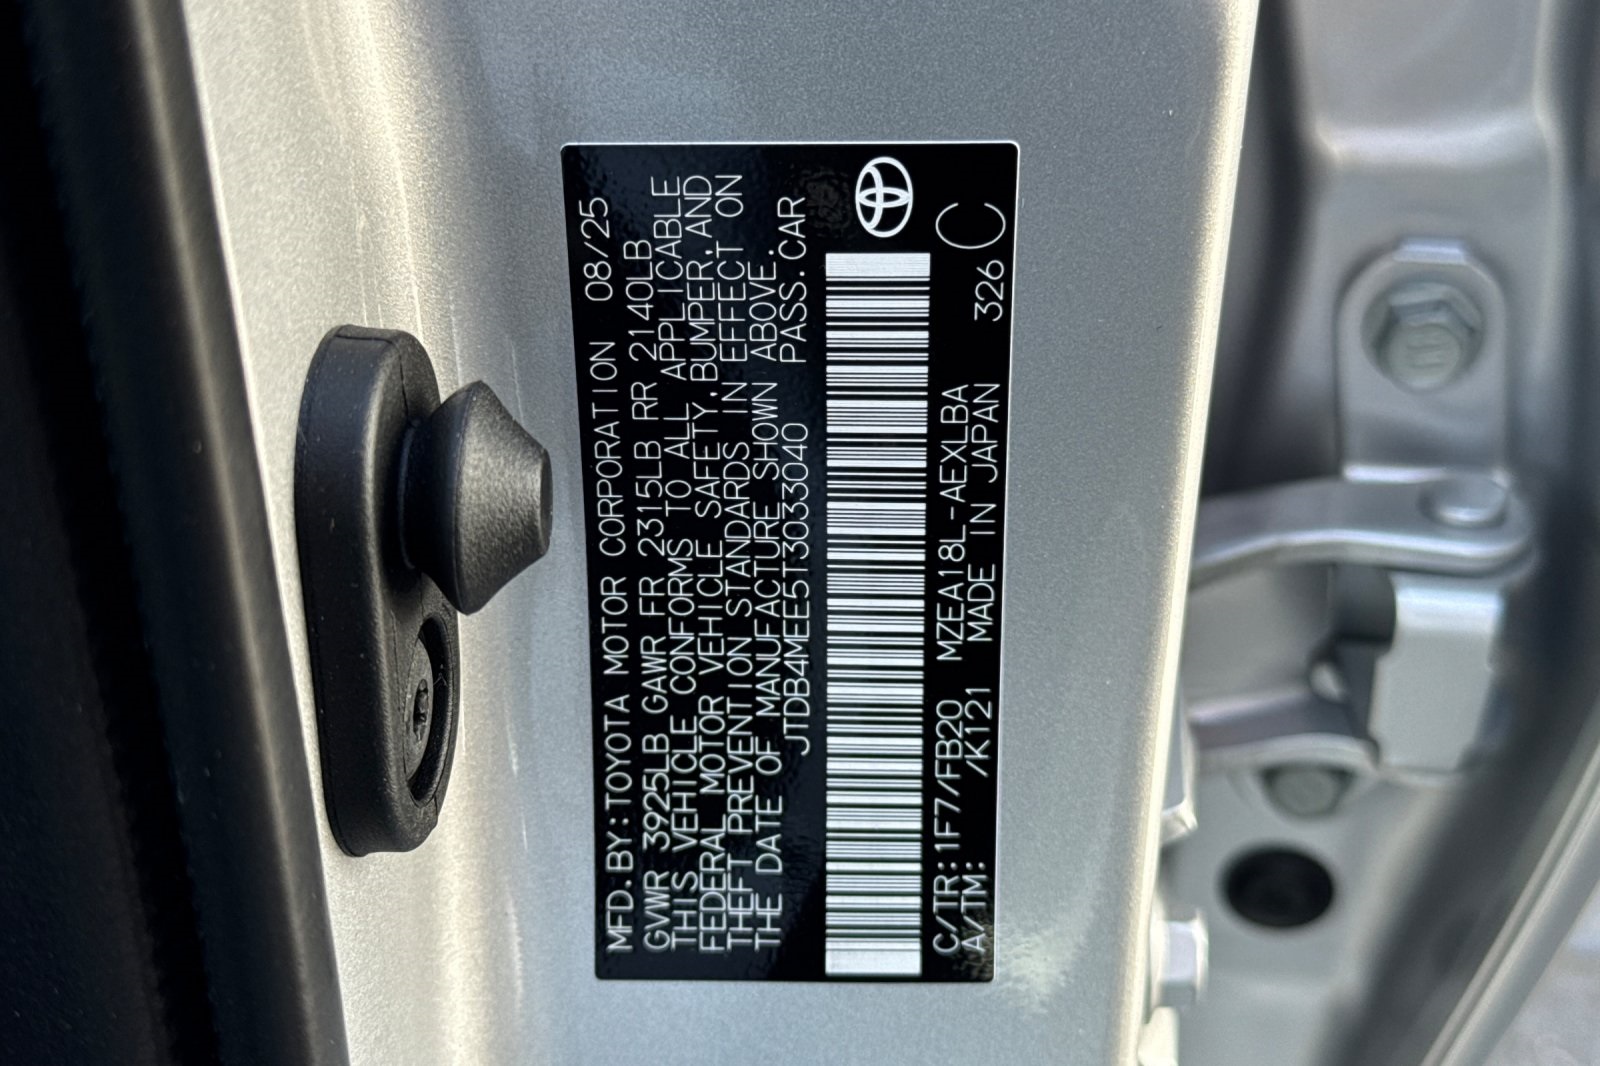 MFD. BY: TOYOTA MOTOR CORPORATION 08/25
GVWR 3925LB GAWR FR 2315LB RR 2140LB
THIS VEHICLE CONFORMS TO ALL APPLICABLE
FEDERAL MOTOR VEHICLE SAFETY, BUMPER, AND
THEFT PREVENTION STANDARDS IN EFFECT ON
THE DATE OF MANUFACTURE SHOWN ABOVE.
JTDB4MEE5T3033040 PASS. CAR
C/TR: 1F7/FB20 MZEA18L-AEXLBA 326 C
A/TM: /K121 MADE IN JAPAN